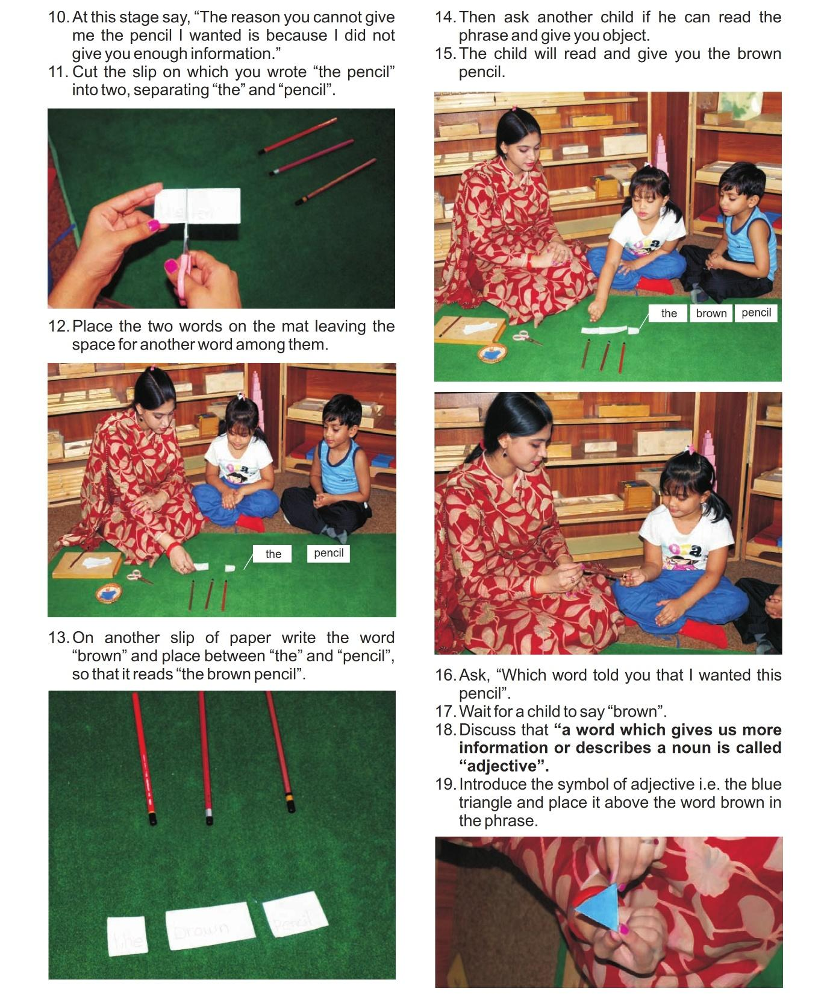 10. At this stage say, “The reason you cannot give
me the pencil I wanted is because I did not
give you enough information.”
11. Cut the slip on which you wrote “the pencil”
into two, separating “the” and “pencil”.
12. Place the two words on the mat leaving the
space for another word among them.
the pencil
13. On another slip of paper write the word
“brown” and place between “the” and “pencil”,
so that it reads “the brown pencil”.
the brown pencil
14. Then ask another child if he can read the
phrase and give you object.
15. The child will read and give you the brown
pencil.
the brown pencil
16. Ask, “Which word told you that I wanted this
pencil”.
17. Wait for a child to say “brown”.
18. Discuss that “a word which gives us more
information or describes a noun is called
“adjective”.
19. Introduce the symbol of adjective i.e. the blue
triangle and place it above the word brown in
the phrase.